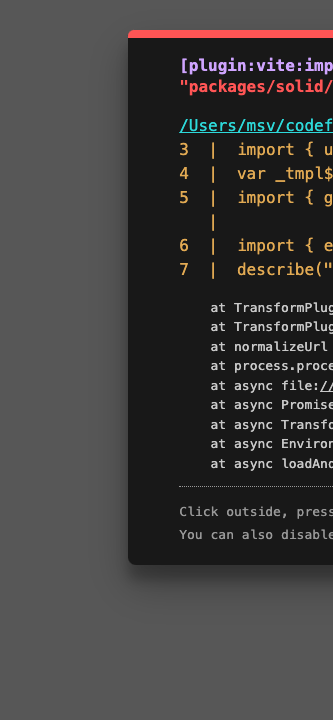 [plugin:vite:imp
"packages/solid/
/Users/msv/codef
3 | import { u
4 | var _tmpl$
5 | import { g
|
6 | import { e
7 | describe("
at TransformPlug
at TransformPlug
at normalizeUrl
at process.proce
at async file://
at async Promise
at async Transfo
at async Environ
at async loadAnd
Click outside, press
You can also disable